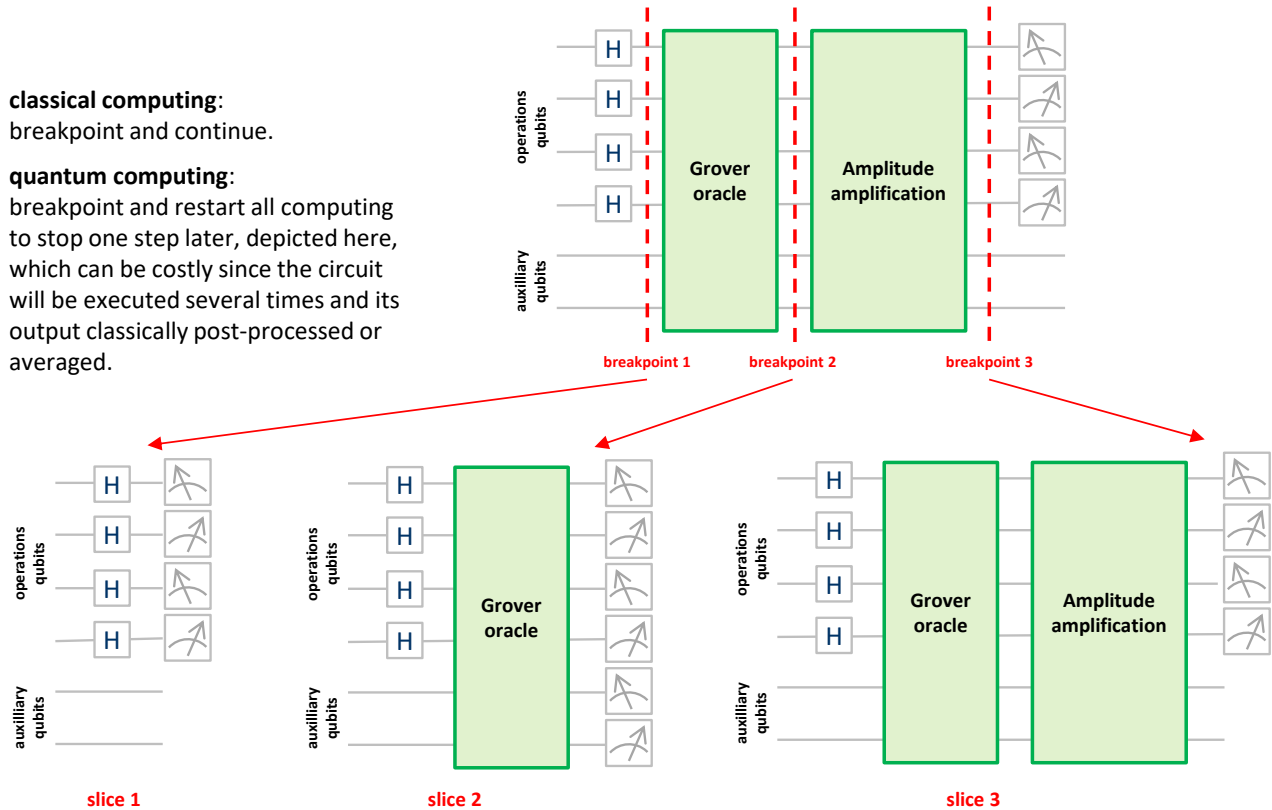 classical computing:
breakpoint and continue.
quantum computing:
breakpoint and restart all computing
to stop one step later, depicted here,
which can be costly since the circuit
will be executed several times and its
output classically post-processed or
averaged.
operations
qubits
auxilliary
qubits
H
H
H
H
Grover
oracle
Amplitude
amplification
breakpoint 1
breakpoint 2
breakpoint 3
operations
qubits
auxilliary
qubits
H
H
H
H
slice 1
operations
qubits
auxilliary
qubits
H
H
H
H
Grover
oracle
slice 2
operations
qubits
auxilliary
qubits
H
H
H
H
Grover
oracle
Amplitude
amplification
slice 3